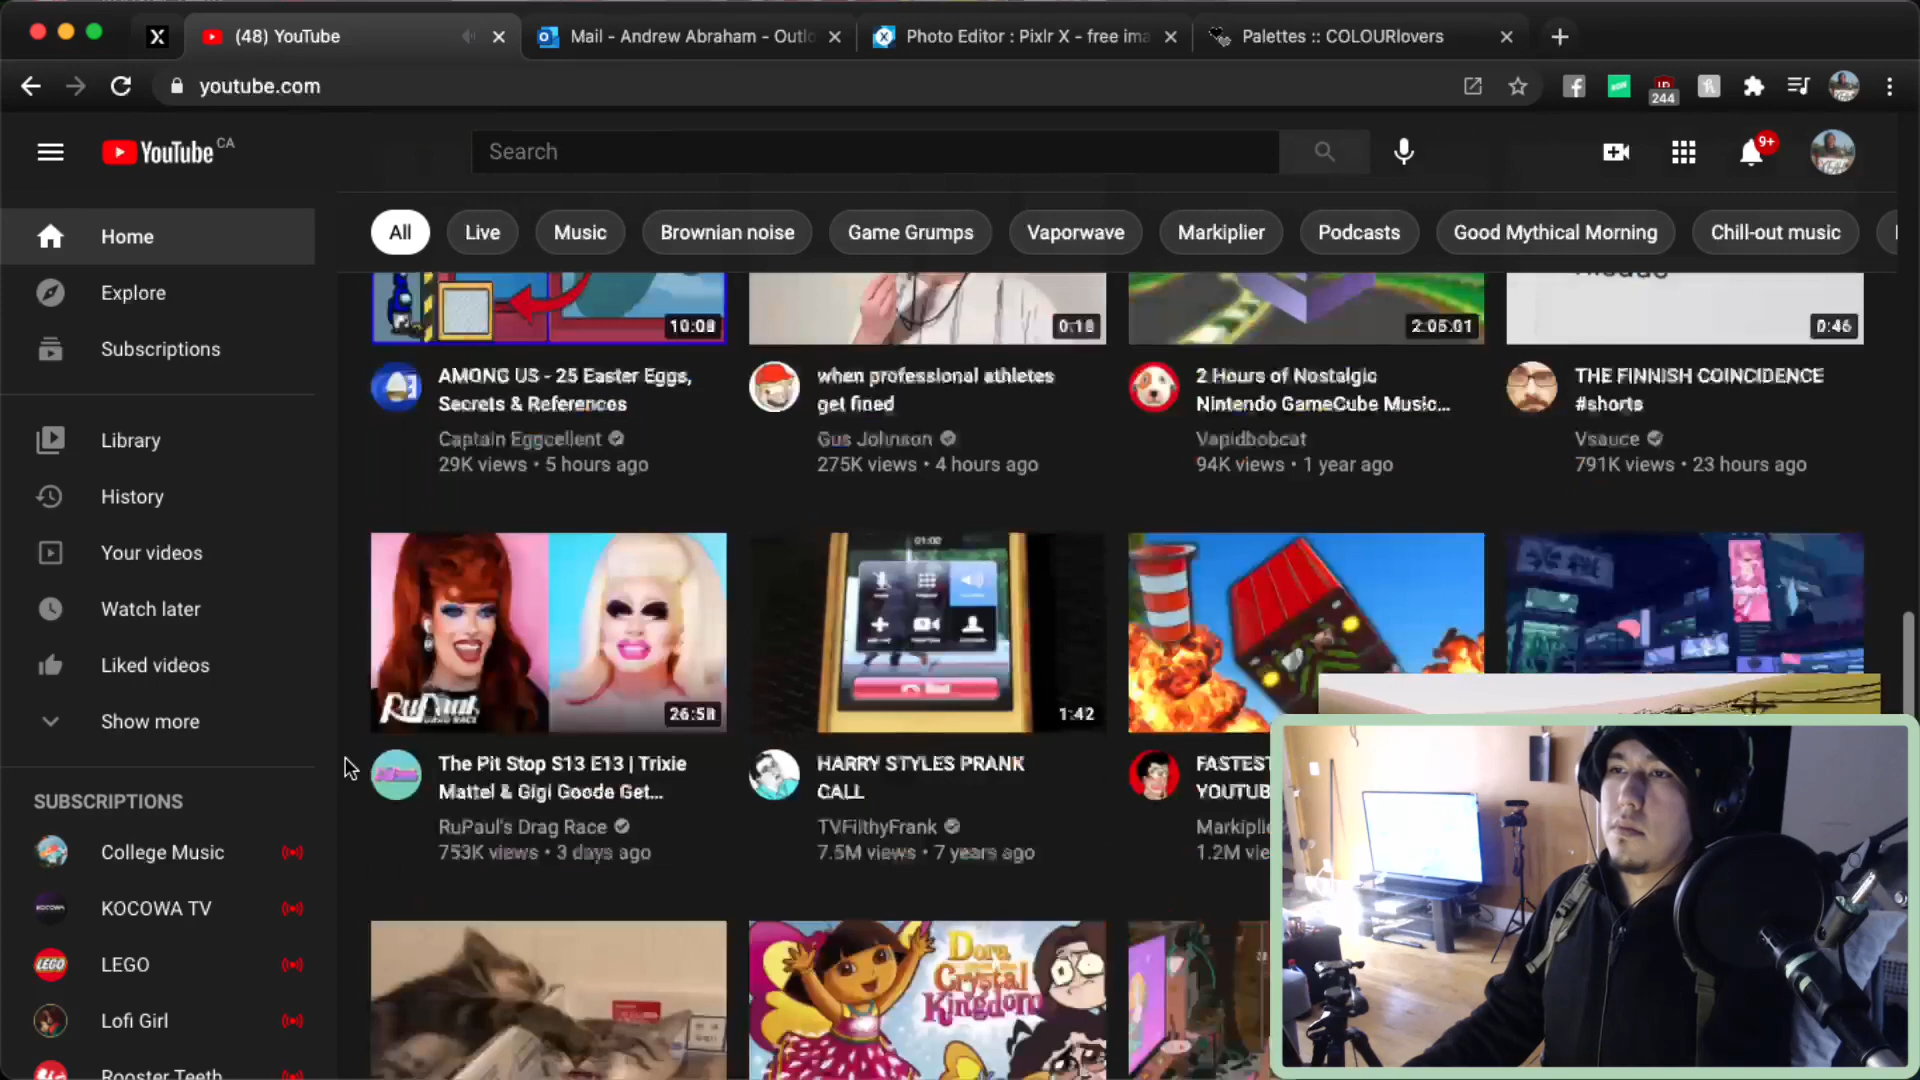 (48) YouTube
Mail - Andrew Abraham - Outlo
Photo Editor : Pixlr X - free ima
Palettes :: COLOURlovers
youtube.com
244
YouTube CA
Search
9+
Home
Explore
Subscriptions
Library
History
Your videos
Watch later
Liked videos
Show more
SUBSCRIPTIONS
College Music
KOCOWA TV
LEGO
Lofi Girl
Rooster Teeth
All
Live
Music
Brownian noise
Game Grumps
Vaporwave
Markiplier
Podcasts
Good Mythical Morning
Chill-out music
10:08
0:18
2:05:01
0:46
AMONG US - 25 Easter Eggs,
Secrets & References
Captain Eggcellent
29K views • 5 hours ago
when professional athletes
get fined
Gus Johnson
275K views • 4 hours ago
2 Hours of Nostalgic
Nintendo GameCube Music...
Vapidbobcat
94K views • 1 year ago
THE FINNISH COINCIDENCE
#shorts
Vsauce
791K views • 23 hours ago
26:58
01:02
1:42
The Pit Stop S13 E13 | Trixie
Mattel & Gigi Goode Get...
RuPaul's Drag Race
753K views • 3 days ago
HARRY STYLES PRANK
CALL
TVFilthyFrank
7.5M views • 7 years ago
FASTEST
YOUTUB
Markiplie
1.2M vie
Dora
Crystal
Kingdom